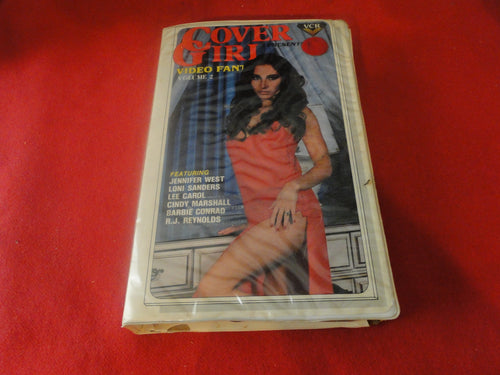 COVER
GIRL
PRESENTS
VCR
VIDEO FANT
VOLUME 2
FEATURING
JENNIFER WEST
LONI SANDERS
LEE CAROL
CINDY MARSHALL
BARBIE CONRAD
R.J. REYNOLDS